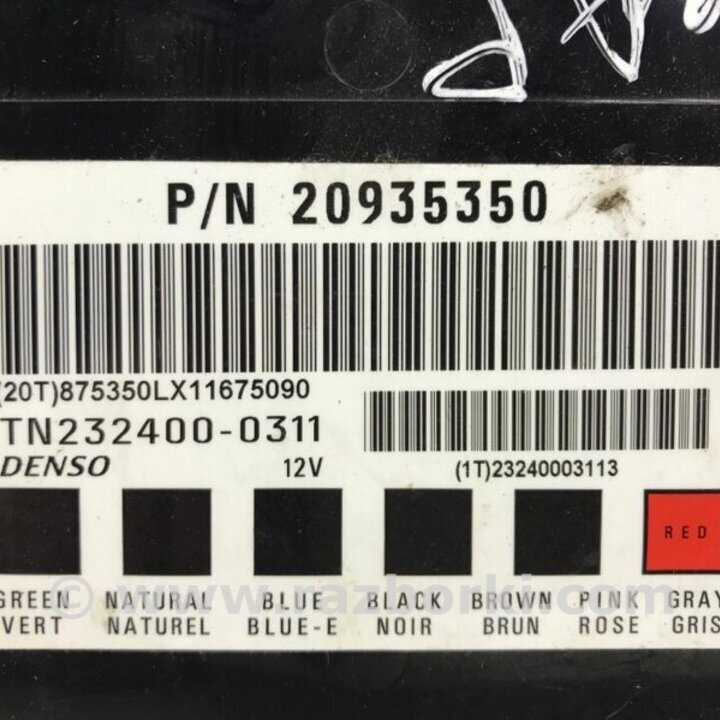 P/N 20935350
(20T)875350LX11675090
TN232400-0311
DENSO 12V (1T)23240003113
RED
GREEN NATURAL BLUE BLACK BROWN PINK GRAY
VERT NATUREL BLUE-E NOIR BRUN ROSE GRIS
© www.razborki.com